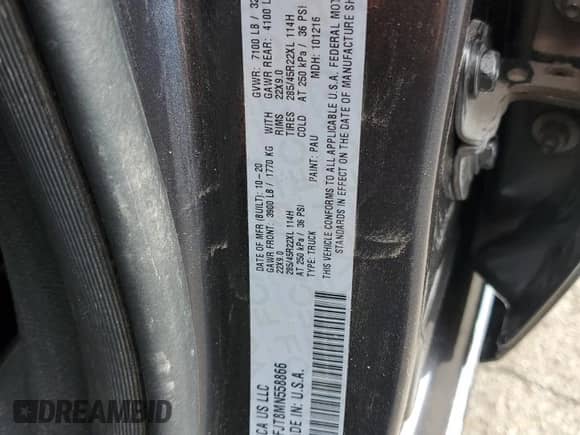 DATE OF MFR (BUILT): 10-20 GVWR: 7100 LB /
GAWR FRONT: 3900 LB / 1770 KG WITH GAWR REAR: 4100 L
22X9.0 RIMS 22X9.0
285/45R22XL 114H TIRES 285/45R22XL 114H
AT 250 kPa / 36 PSI COLD AT 250 kPa / 36 PSI
TYPE: TRUCK PAINT: PAU MDH: 101216
THIS VEHICLE CONFORMS TO ALL APPLICABLE U.S.A. FEDERAL MOT
STANDARDS IN EFFECT ON THE DATE OF MANUFACTURE SH
CA US LLC
FJT8MN558866
DE IN U.S.A.
DREAMBID